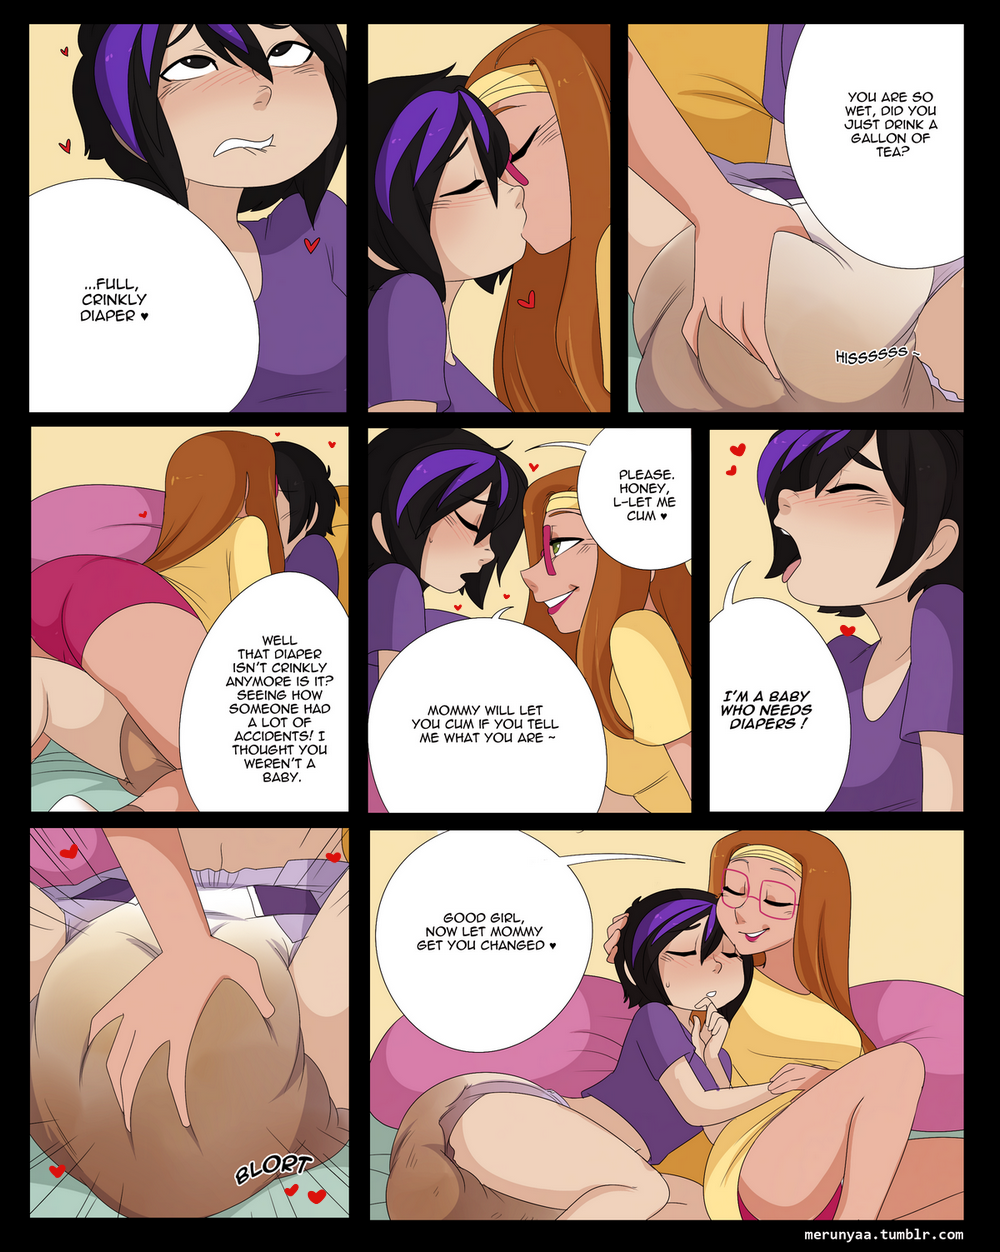 ...FULL,
CRINKLY
DIAPER ♥
YOU ARE SO
WET, DID YOU
JUST DRINK A
GALLON OF
TEA?
HISSSSSS ~
WELL
THAT DIAPER
ISN'T CRINKLY
ANYMORE IS IT?
SEEING HOW
SOMEONE HAD
A LOT OF
ACCIDENTS! I
THOUGHT YOU
WEREN'T A
BABY.
PLEASE.
HONEY,
L-LET ME
CUM ♥
MOMMY WILL LET
YOU CUM IF YOU TELL
ME WHAT YOU ARE ~
I'M A BABY
WHO NEEDS
DIAPERS !
BLORT
GOOD GIRL,
NOW LET MOMMY
GET YOU CHANGED ♥
merunyaa.tumblr.com